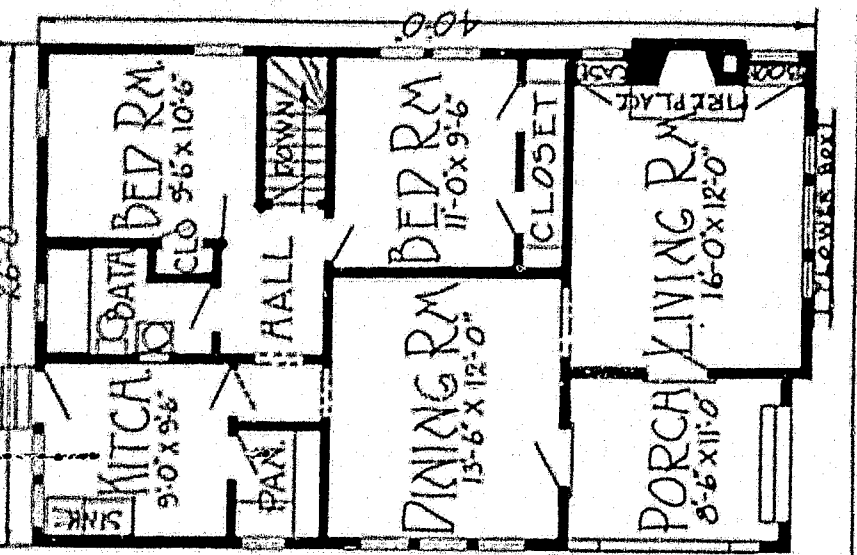 40'-0"
BED RM.
9'-6" X 10'-6"
DOWN
BED RM
11'-0" X 9'-6"
CLOSET
FIRE PLACE
LIVING RM
16'-0" X 12'-0"
FLOWER BOX
26'-0
CLO
BATH
HALL
KITCH.
9'-0" X 9'-6"
SINK
PAN.
DINING RM
13'-6" X 12'-0"
PORCH
8'-6" X 11'-0"